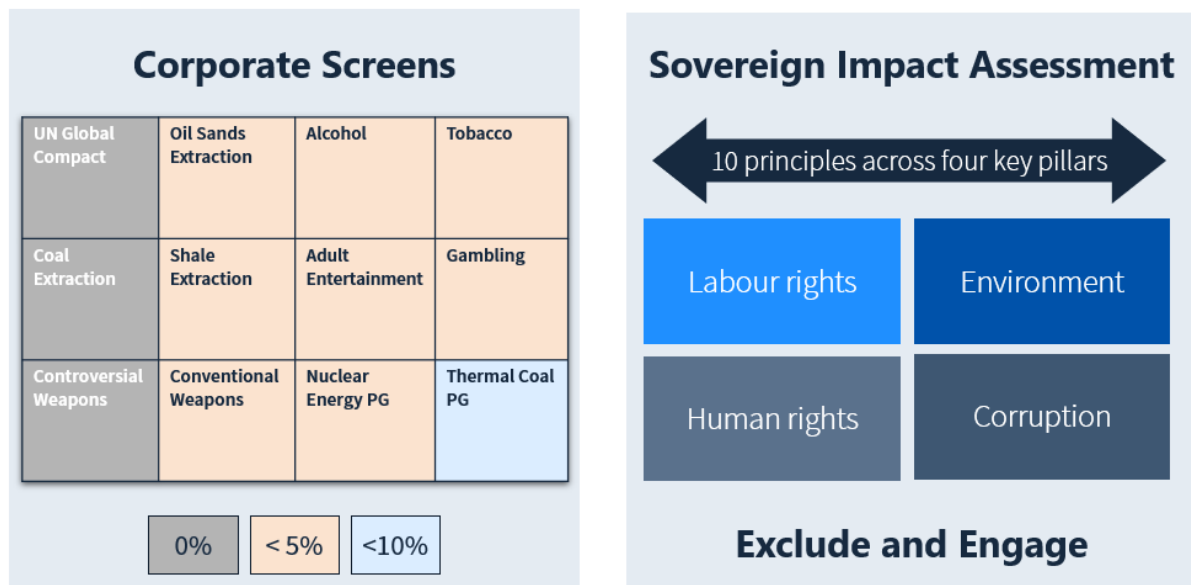 Corporate Screens
UN Global
Compact
Oil Sands
Extraction
Alcohol
Tobacco
Coal
Extraction
Shale
Extraction
Adult
Entertainment
Gambling
Controversial
Weapons
Conventional
Weapons
Nuclear
Energy PG
Thermal Coal
PG
0%
< 5%
<10%
Sovereign Impact Assessment
10 principles across four key pillars
Labour rights
Environment
Human rights
Corruption
Exclude and Engage